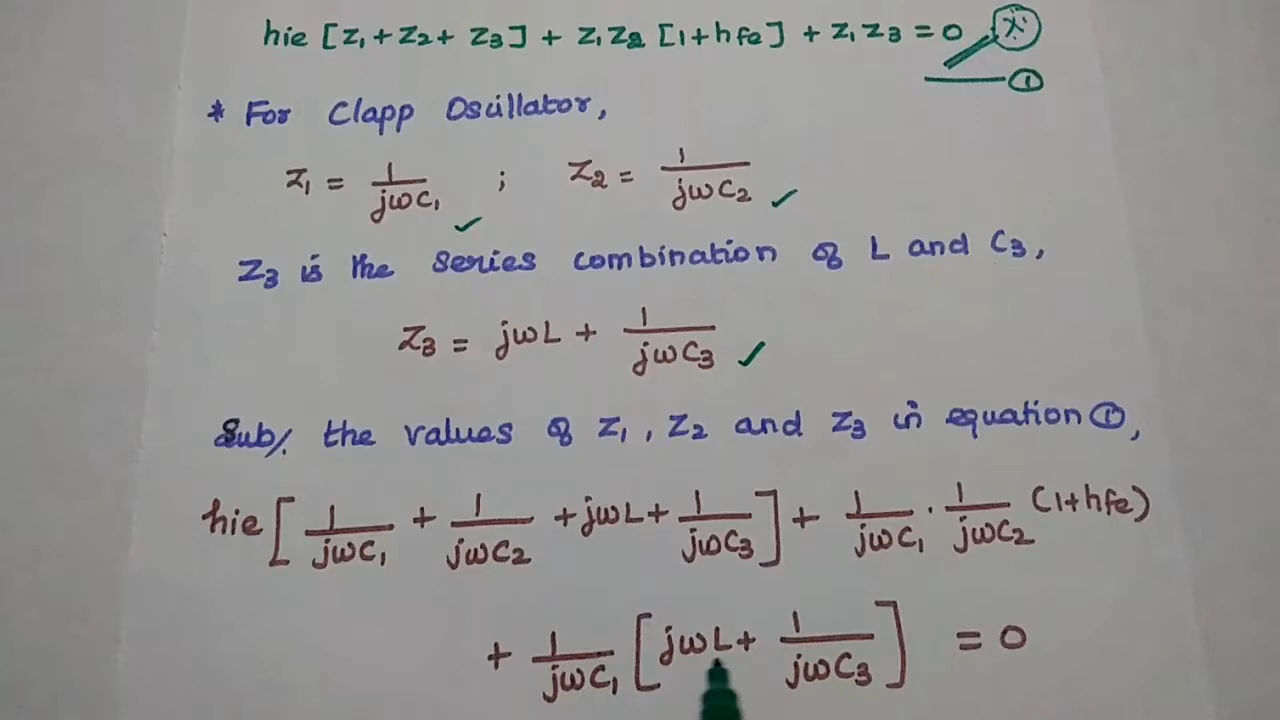 hie [Z₁ + Z₂ + Z₃] + Z₁Z₂ [1 + hfe] + Z₁Z₃ = 0 ①
* For Clapp Oscillator,
Z₁ = 1/jωC₁ ; Z₂ = 1/jωC₂ ✓
✓
Z₃ is the series combination of L and C₃,
Z₃ = jωL + 1/jωC₃ ✓
Sub/. the values of Z₁, Z₂ and Z₃ in equation ①,
hie [1/jωC₁ + 1/jωC₂ + jωL + 1/jωC₃] + 1/jωC₁ · 1/jωC₂ (1+hfe)
+ 1/jωC₁ [jωL + 1/jωC₃] = 0